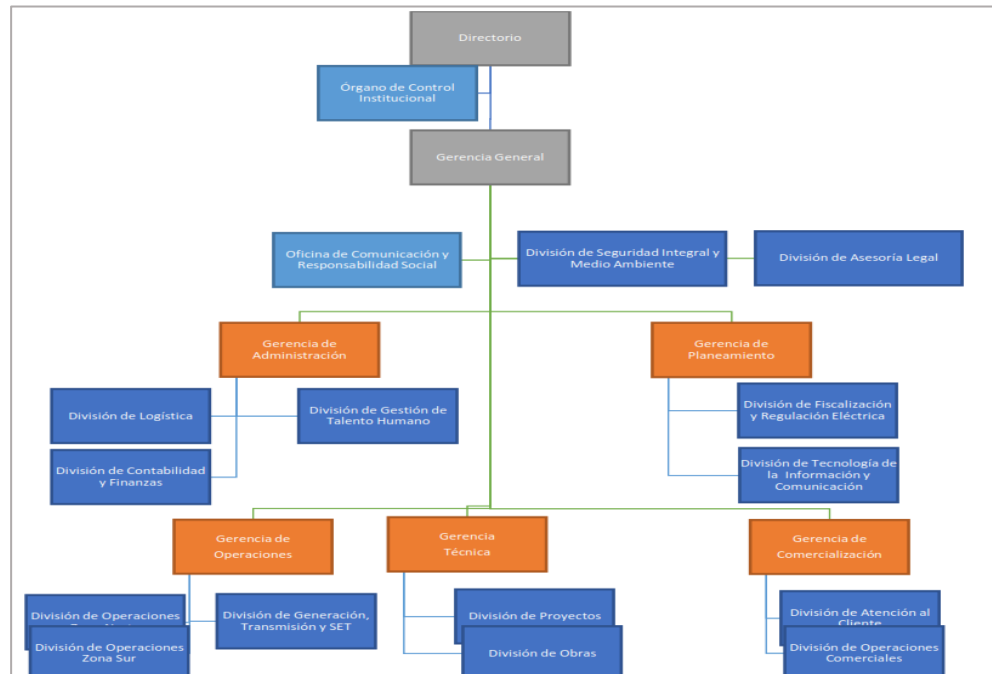 Directorio
Órgano de Control
Institucional
Gerencia General
Oficina de Comunicación y
Responsabilidad Social
División de Seguridad Integral y
Medio Ambiente
División de Asesoría Legal
Gerencia de
Administración
Gerencia de
Planeamiento
División de Logística
División de Gestión de
Talento Humano
División de Fiscalización
y Regulación Eléctrica
División de Contabilidad
y Finanzas
División de Tecnología de
la Información y
Comunicación
Gerencia de
Operaciones
Gerencia
Técnica
Gerencia de
Comercialización
División de Operaciones
División de Operaciones
Zona Sur
División de Generación,
Transmisión y SET
División de Proyectos
División de Obras
División de Atención al
Cliente
División de Operaciones
Comerciales